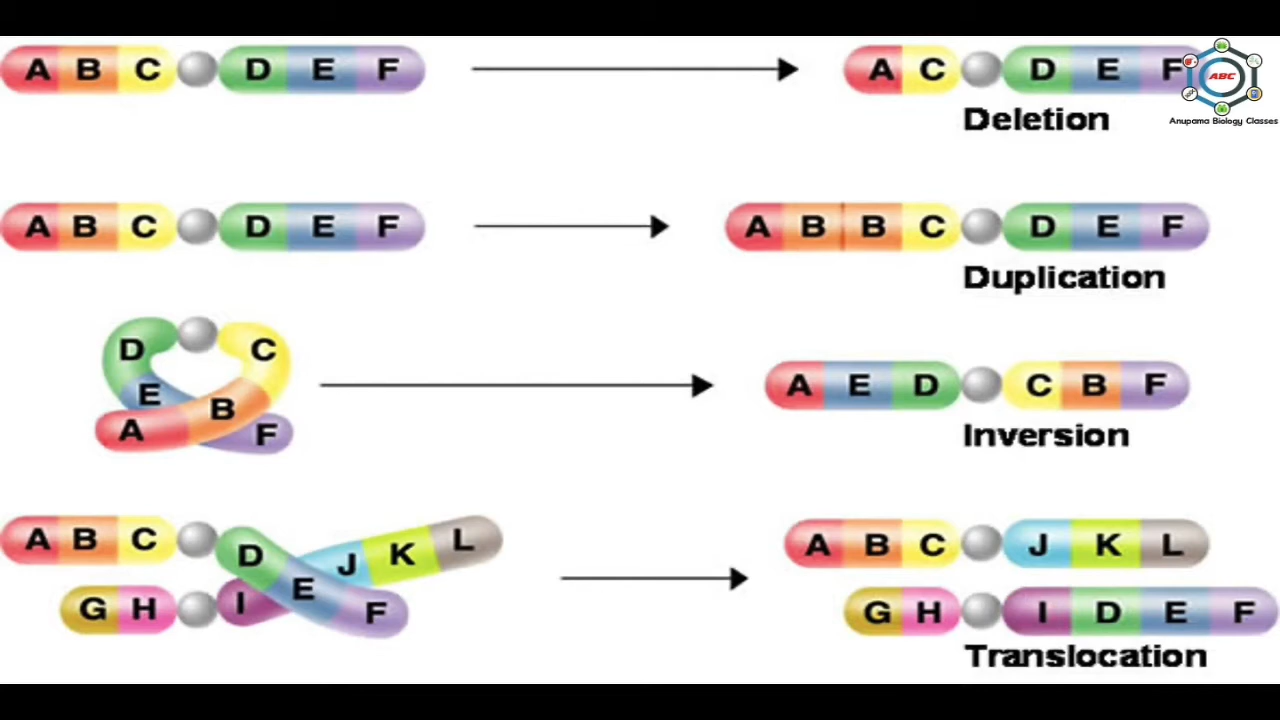 A B C D E F
A C D E F
ABC
Anupama Biology Classes
Deletion
A B C D E F
A B B C D E F
Duplication
D C
E B
A F
A E D C B F
Inversion
A B C D E F
G H I J K L
A B C J K L
G H I D E F
Translocation